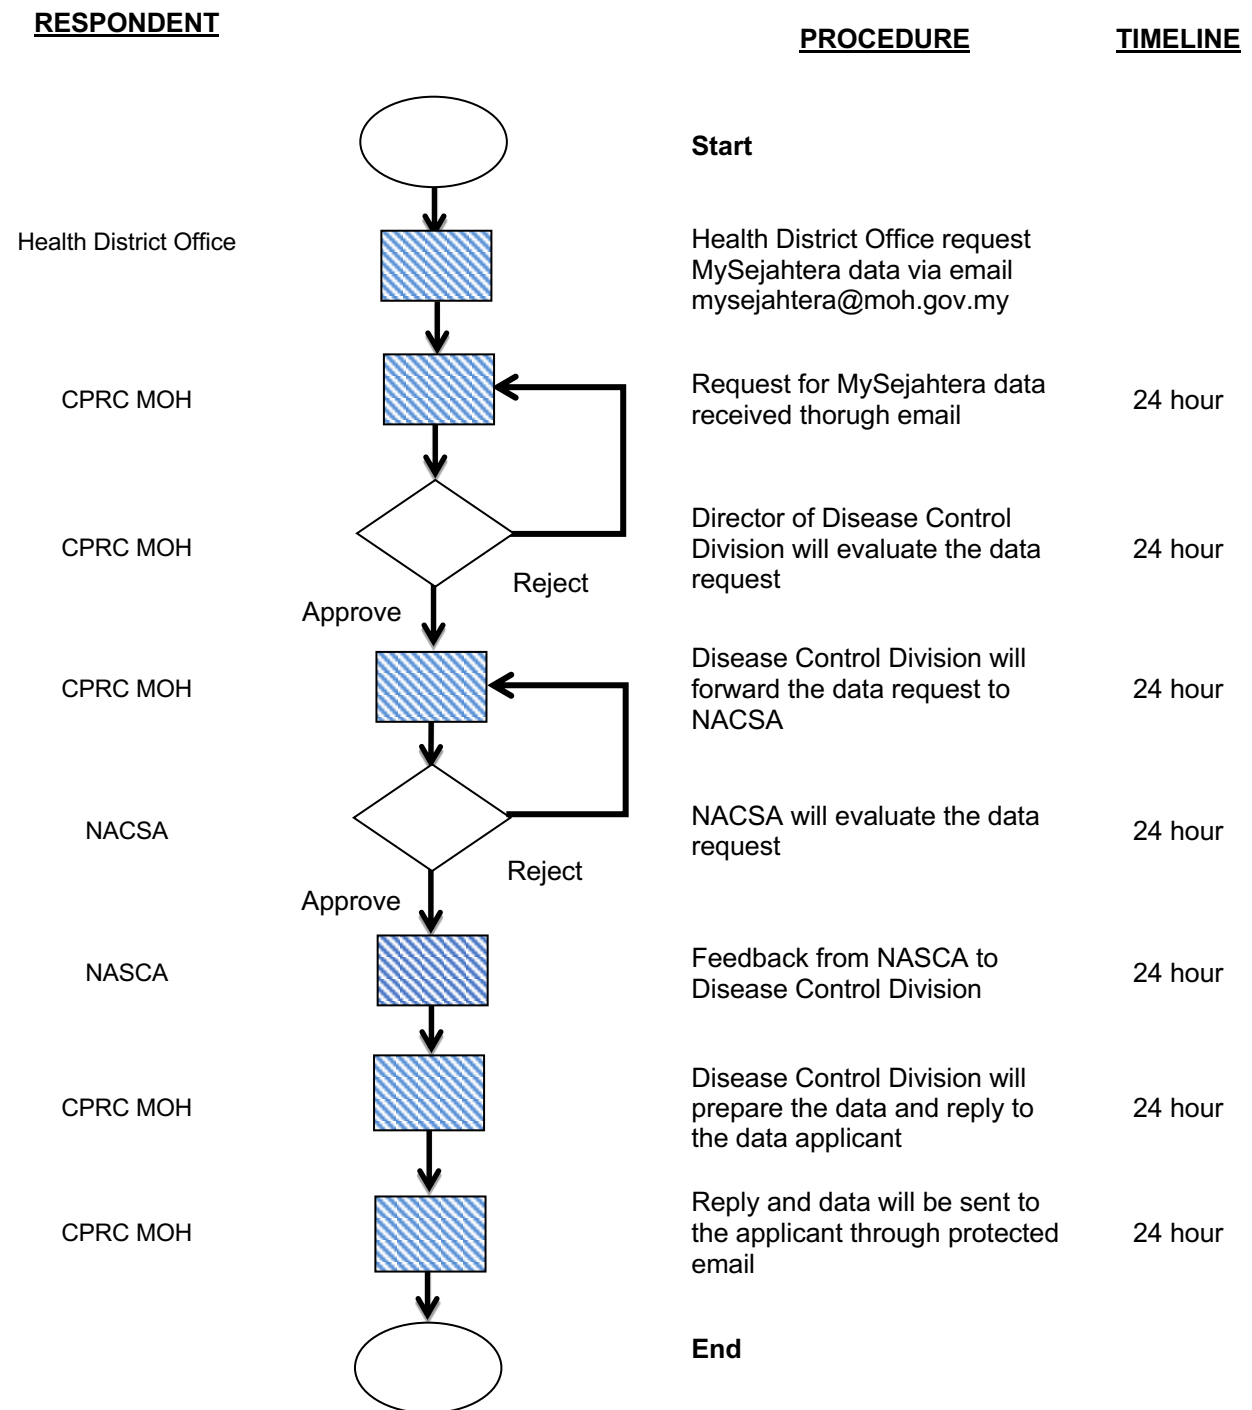 RESPONDENT
PROCEDURE
TIMELINE
Start
Health District Office
Health District Office request
MySejahtera data via email
mysejahtera@moh.gov.my
CPRC MOH
Request for MySejahtera data
received thorugh email
24 hour
CPRC MOH
Director of Disease Control
Division will evaluate the data
request
24 hour
Reject
Approve
CPRC MOH
Disease Control Division will
forward the data request to
NACSA
24 hour
NACSA
NACSA will evaluate the data
request
24 hour
Reject
Approve
NASCA
Feedback from NASCA to
Disease Control Division
24 hour
CPRC MOH
Disease Control Division will
prepare the data and reply to
the data applicant
24 hour
CPRC MOH
Reply and data will be sent to
the applicant through protected
email
24 hour
End